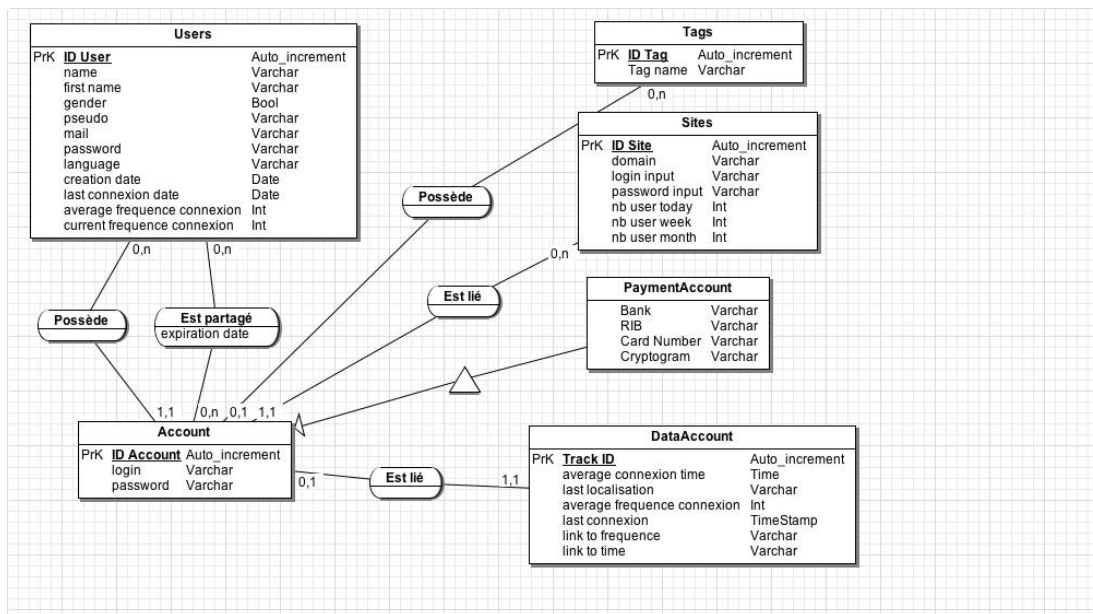 Users
PrK ID User Auto_increment
name Varchar
first name Varchar
gender Bool
pseudo Varchar
mail Varchar
password Varchar
language Varchar
creation date Date
last connexion date Date
average frequence connexion Int
current frequence connexion Int
Tags
PrK ID Tag Auto_increment
Tag name Varchar
0,n
Sites
PrK ID Site Auto_increment
domain Varchar
login input Varchar
password input Varchar
nb user today Int
nb user week Int
nb user month Int
Possède
0,n 0,n
0,n
Est lié
PaymentAccount
Bank Varchar
RIB Varchar
Card Number Varchar
Cryptogram Varchar
Possède
Est partagé
expiration date
1,1 0,n 0,1 1,1
Account
PrK ID Account Auto_increment
login Varchar
password Varchar
0,1
Est lié
1,1
DataAccount
PrK Track ID Auto_increment
average connexion time Time
last localisation Varchar
average frequence connexion Int
last connexion TimeStamp
link to frequence Varchar
link to time Varchar